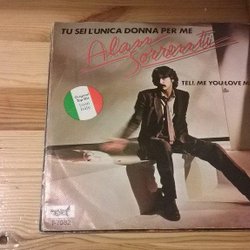 TU SEI L'UNICA DONNA PER ME
Alan
Sorrenti
TELL ME YOU LOVE M